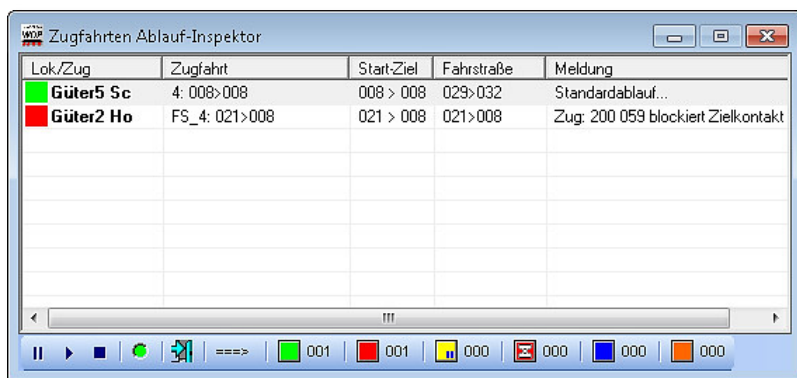 Zugfahrten Ablauf-Inspektor
Lok/Zug Zugfahrt Start-Ziel Fahrstraße Meldung
Güter5 Sc 4: 008>008 008 > 008 029>032 Standardablauf...
Güter2 Ho FS_4: 021>008 021 > 008 021>008 Zug: 200 059 blockiert Zielkontakt
===> 001 001 000 000 000 000